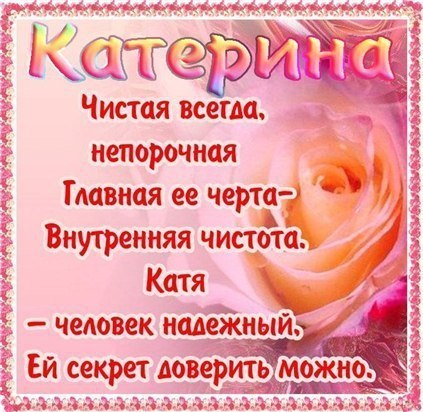 Катерина
Чистая всегда,
непорочная
Главная ее черта-
Внутренняя чистота.
Катя
– человек надежный,
Ей секрет доверить можно.